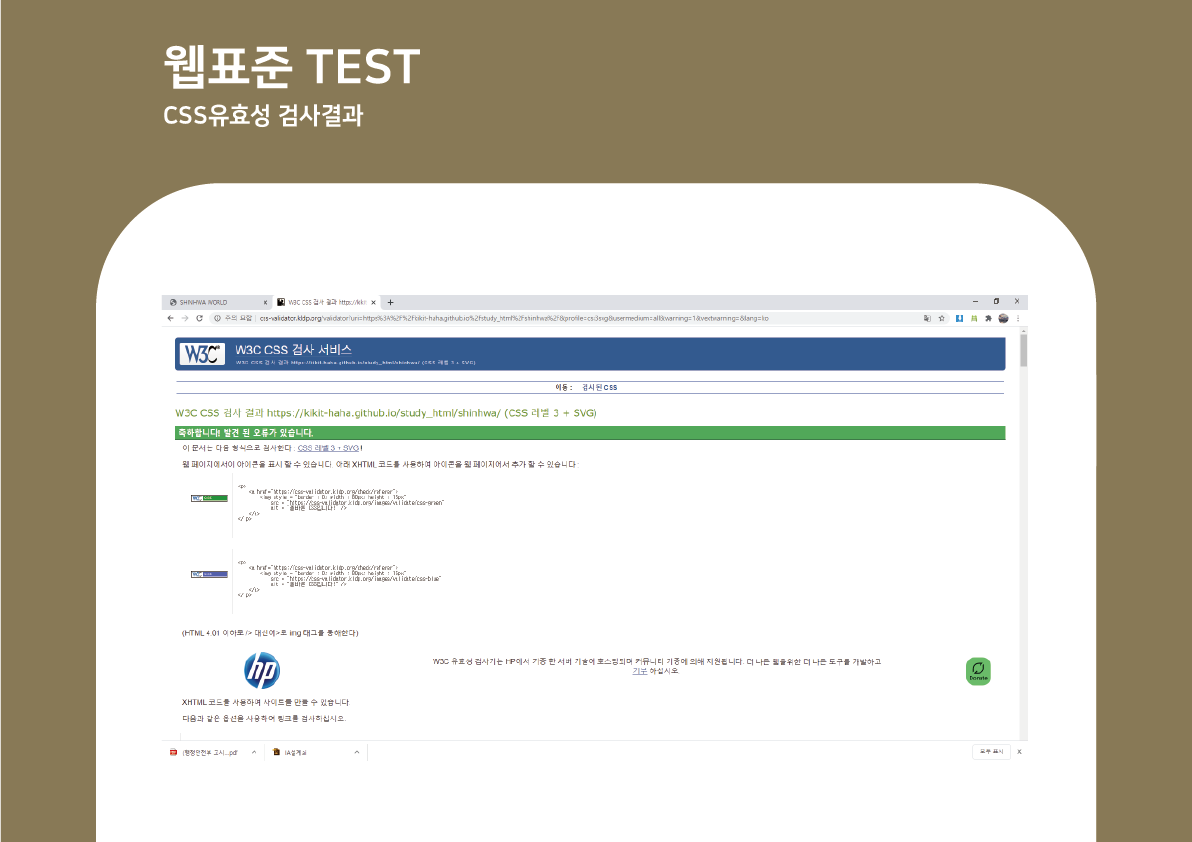 웹표준 TEST
CSS유효성 검사결과
SHINHWA WORLD
W3C CSS 검사 결과 https://kikit
주의 요함
css-validator.kldp.org/validator?uri=https%3A%2F%2Fkikit-haha.github.io%2Fstudy_html%2Fshinhwa%2F&profile=css3svg&usermedium=all&warning=1&vextwarning=&lang=ko
W3C
W3C CSS 검사 서비스
W3C CSS 검사 결과 https://kikit-haha.github.io/study_html/shinhwa/ (CSS 레벨 3 + SVG)
이동 : 검사 된 CSS
W3C CSS 검사 결과 https://kikit-haha.github.io/study_html/shinhwa/ (CSS 레벨 3 + SVG)
축하합니다! 발견 된 오류가 있습니다.
이 문서는 다음 형식으로 검사한다 : CSS 레벨 3 + SVG !
웹 페이지에서이 아이콘을 표시 할 수 있습니다. 아래 XHTML 코드를 사용하여 아이콘을 웹 페이지에서 추가 할 수 있습니다 :
<p>
<a href="https://css-validator.kldp.org/check/referer">
<img style = "border : 0; width : 88px; height : 15px"
src = "https://css-validator.kldp.org/images/vcss-green"
alt = "올바른 CSS입니다!" />
</a>
</ p>
<p>
<a href="https://css-validator.kldp.org/check/referer">
<img style = "border : 0; width : 88px; height : 15px"
alt = "올바른 CSS입니다!" />
</a>
</ p>
(HTML 4.01 이하로 /> 대신에>로 img 태그를 통해한다)
hp
W3C 유효성 검사기는 HP에서 기증 한 서버 기술에 호스팅되며 커뮤니티 기증에 의해 지원됩니다. 더 나은 웹을위한 더 나은 도구를 개발하고
기부 하십시오
Donate
XHTML 코드를 사용하여 사이트를 만들 수 있습니다.
다음과 같은 옵션을 사용하여 링크를 검사하십시오.
(행정안전부 고시....pdf
IA설계서
모두 표시